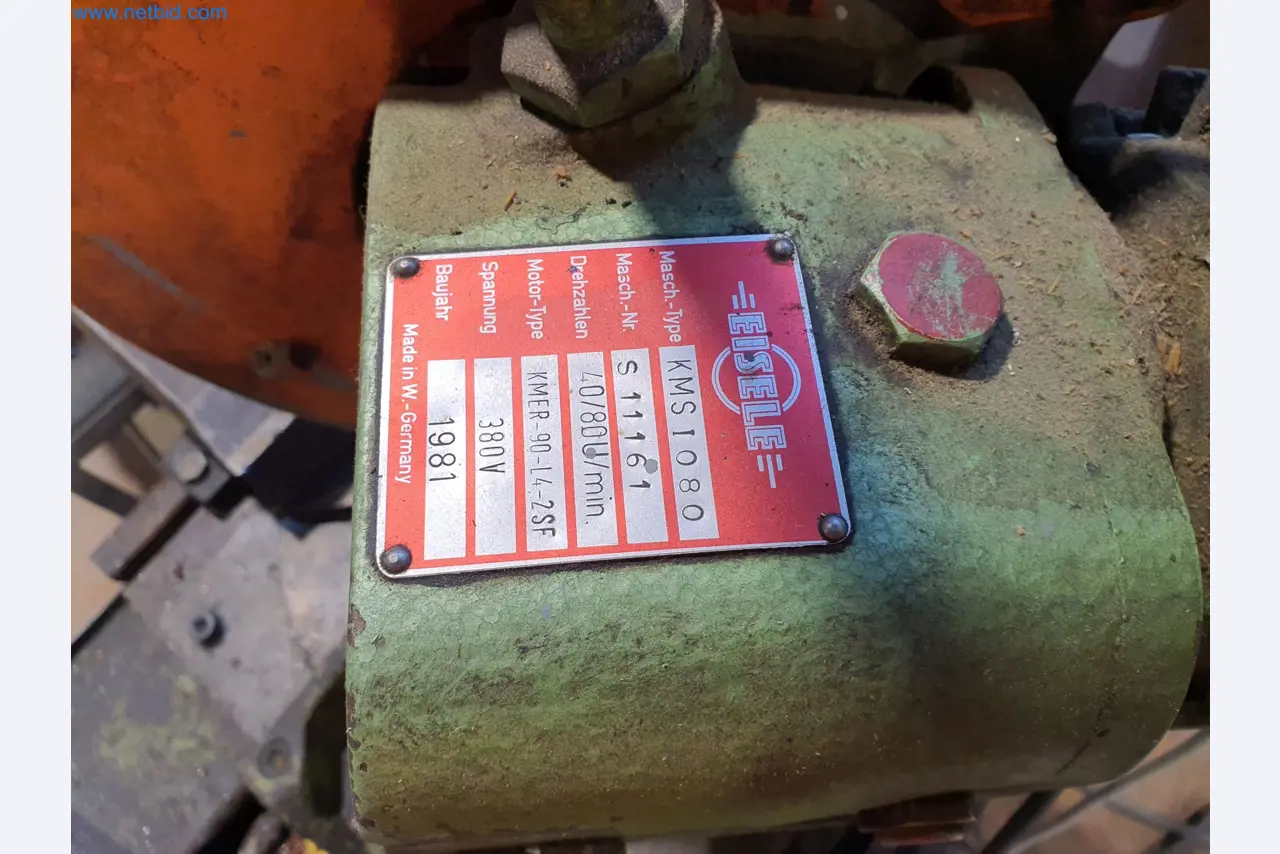 www.netbid.com
EISELE
Masch.-Type KMS I 080
Masch.-Nr. S 11161
Drehzahlen 40/80U/min.
Motor-Type KMER-90-L4-2SF
Spannung 380V
Baujahr 1981
Made in W.-Germany